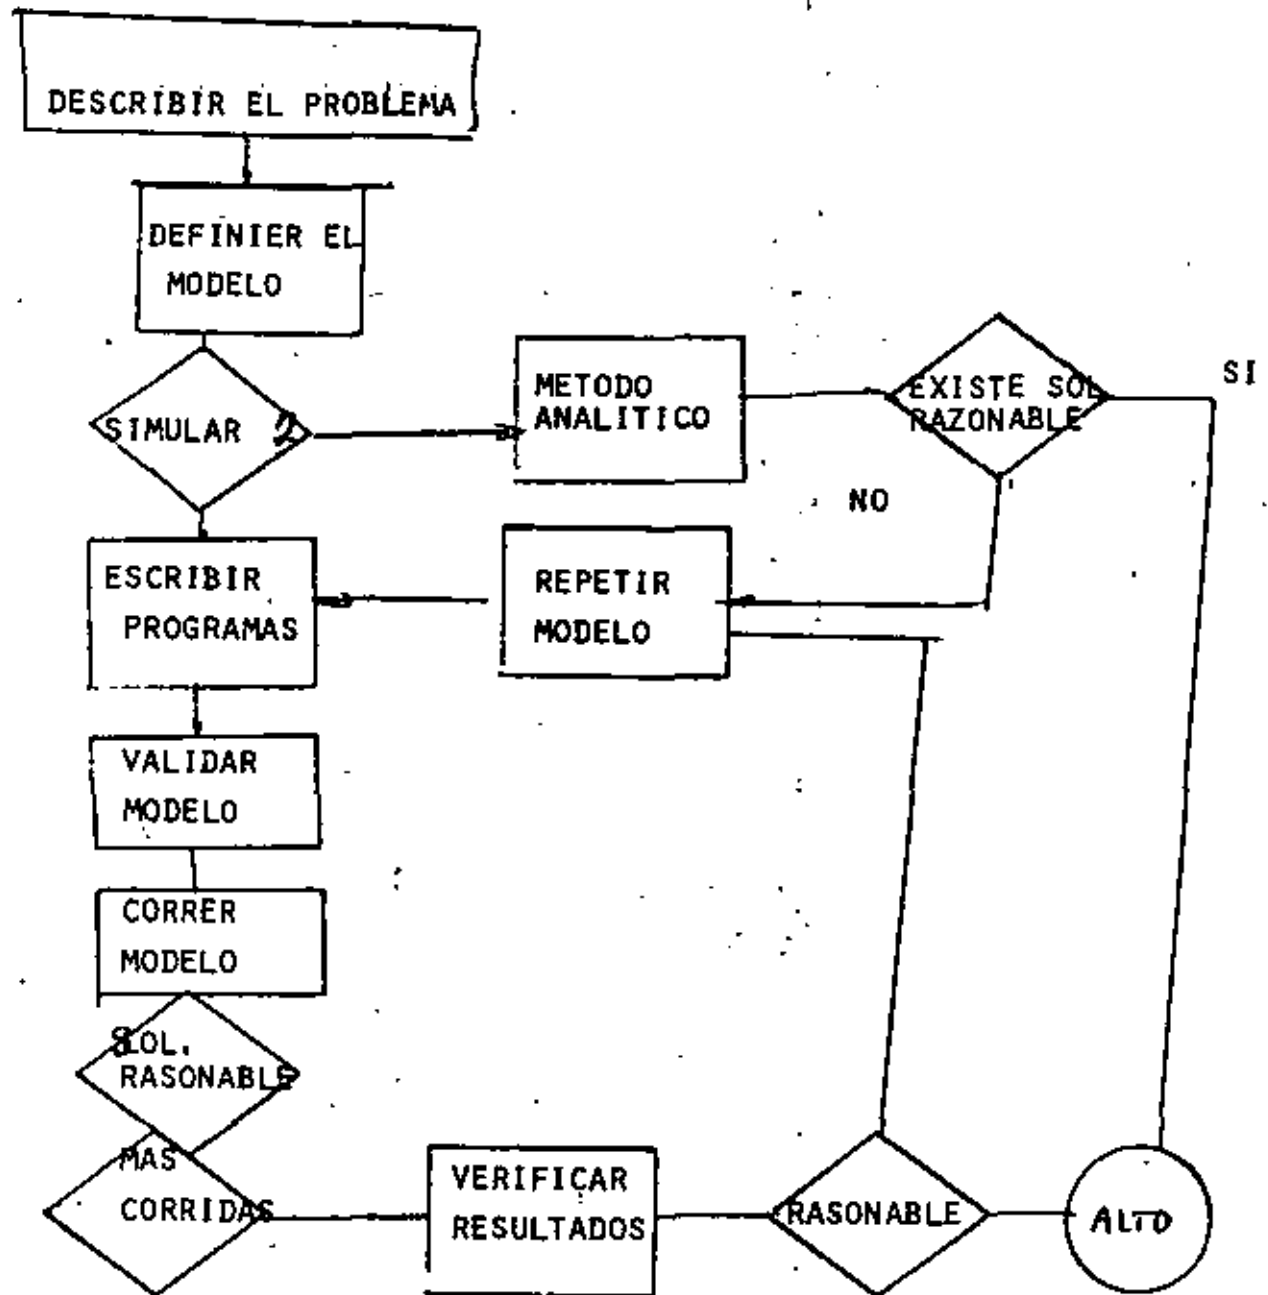 DESCRIBIR EL PROBLEMA
DEFINIER EL
MODELO
SIMULAR ?
METODO
ANALITICO
EXISTE SOL
RAZONABLE
SI
NO
ESCRIBIR
PROGRAMAS
REPETIR
MODELO
VALIDAR
MODELO
CORRER
MODELO
SOL.
RASONABLE
MAS
CORRIDAS
VERIFICAR
RESULTADOS
RASONABLE
ALTO